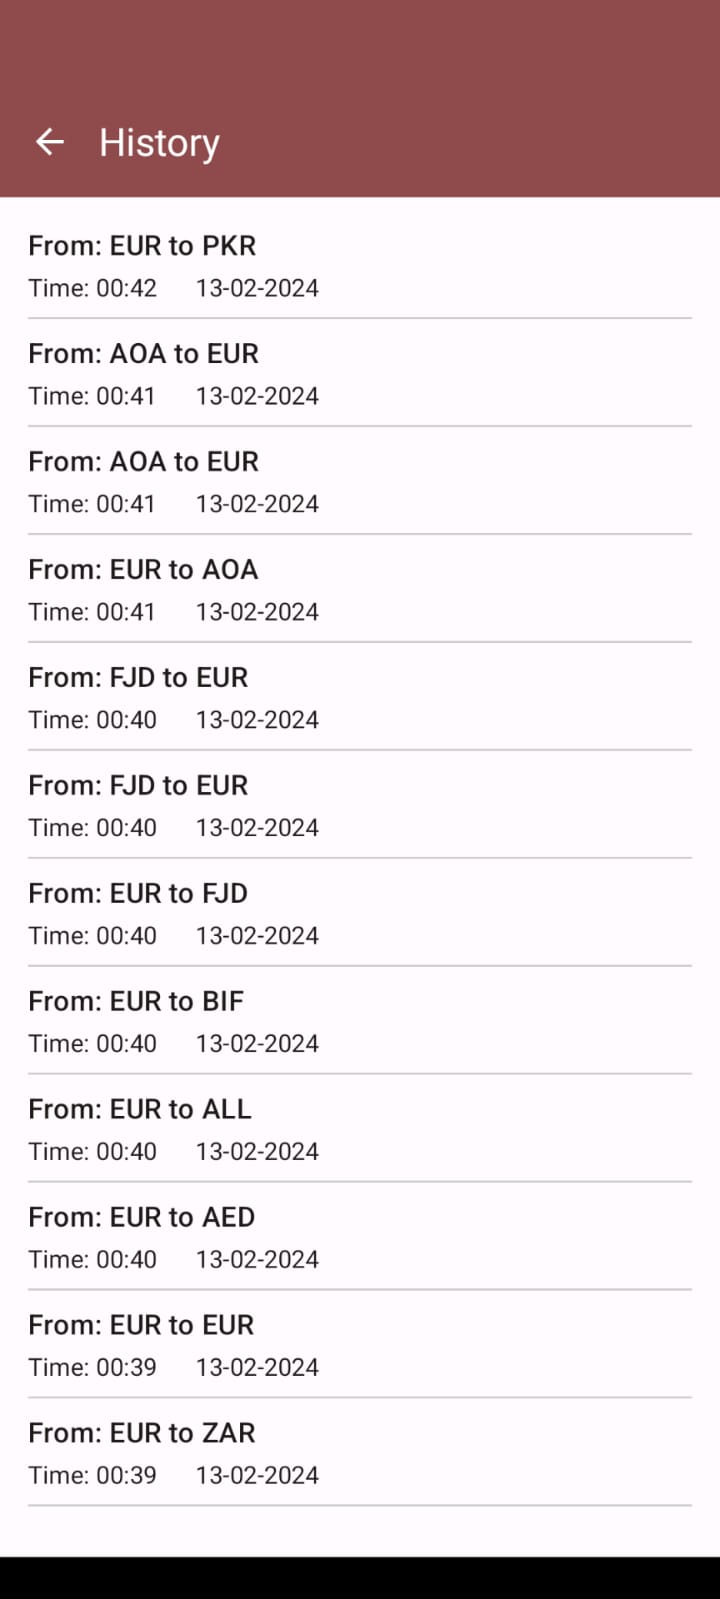 History
From: EUR to PKR
Time: 00:42 13-02-2024
From: AOA to EUR
Time: 00:41 13-02-2024
From: AOA to EUR
Time: 00:41 13-02-2024
From: EUR to AOA
Time: 00:41 13-02-2024
From: FJD to EUR
Time: 00:40 13-02-2024
From: FJD to EUR
Time: 00:40 13-02-2024
From: EUR to FJD
Time: 00:40 13-02-2024
From: EUR to BIF
Time: 00:40 13-02-2024
From: EUR to ALL
Time: 00:40 13-02-2024
From: EUR to AED
Time: 00:40 13-02-2024
From: EUR to EUR
Time: 00:39 13-02-2024
From: EUR to ZAR
Time: 00:39 13-02-2024